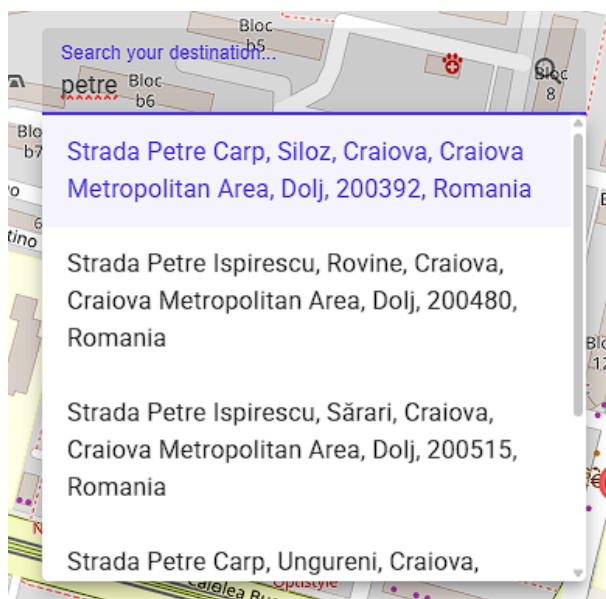 Bloc
b5
Search your destination...
petre
Bloc
b6
Bloc
8
Strada Petre Carp, Siloz, Craiova, Craiova
Metropolitan Area, Dolj, 200392, Romania
Strada Petre Ispirescu, Rovine, Craiova,
Craiova Metropolitan Area, Dolj, 200480,
Romania
Strada Petre Ispirescu, Sărari, Craiova,
Craiova Metropolitan Area, Dolj, 200515,
Romania
Strada Petre Carp, Ungureni, Craiova,
Optistyle